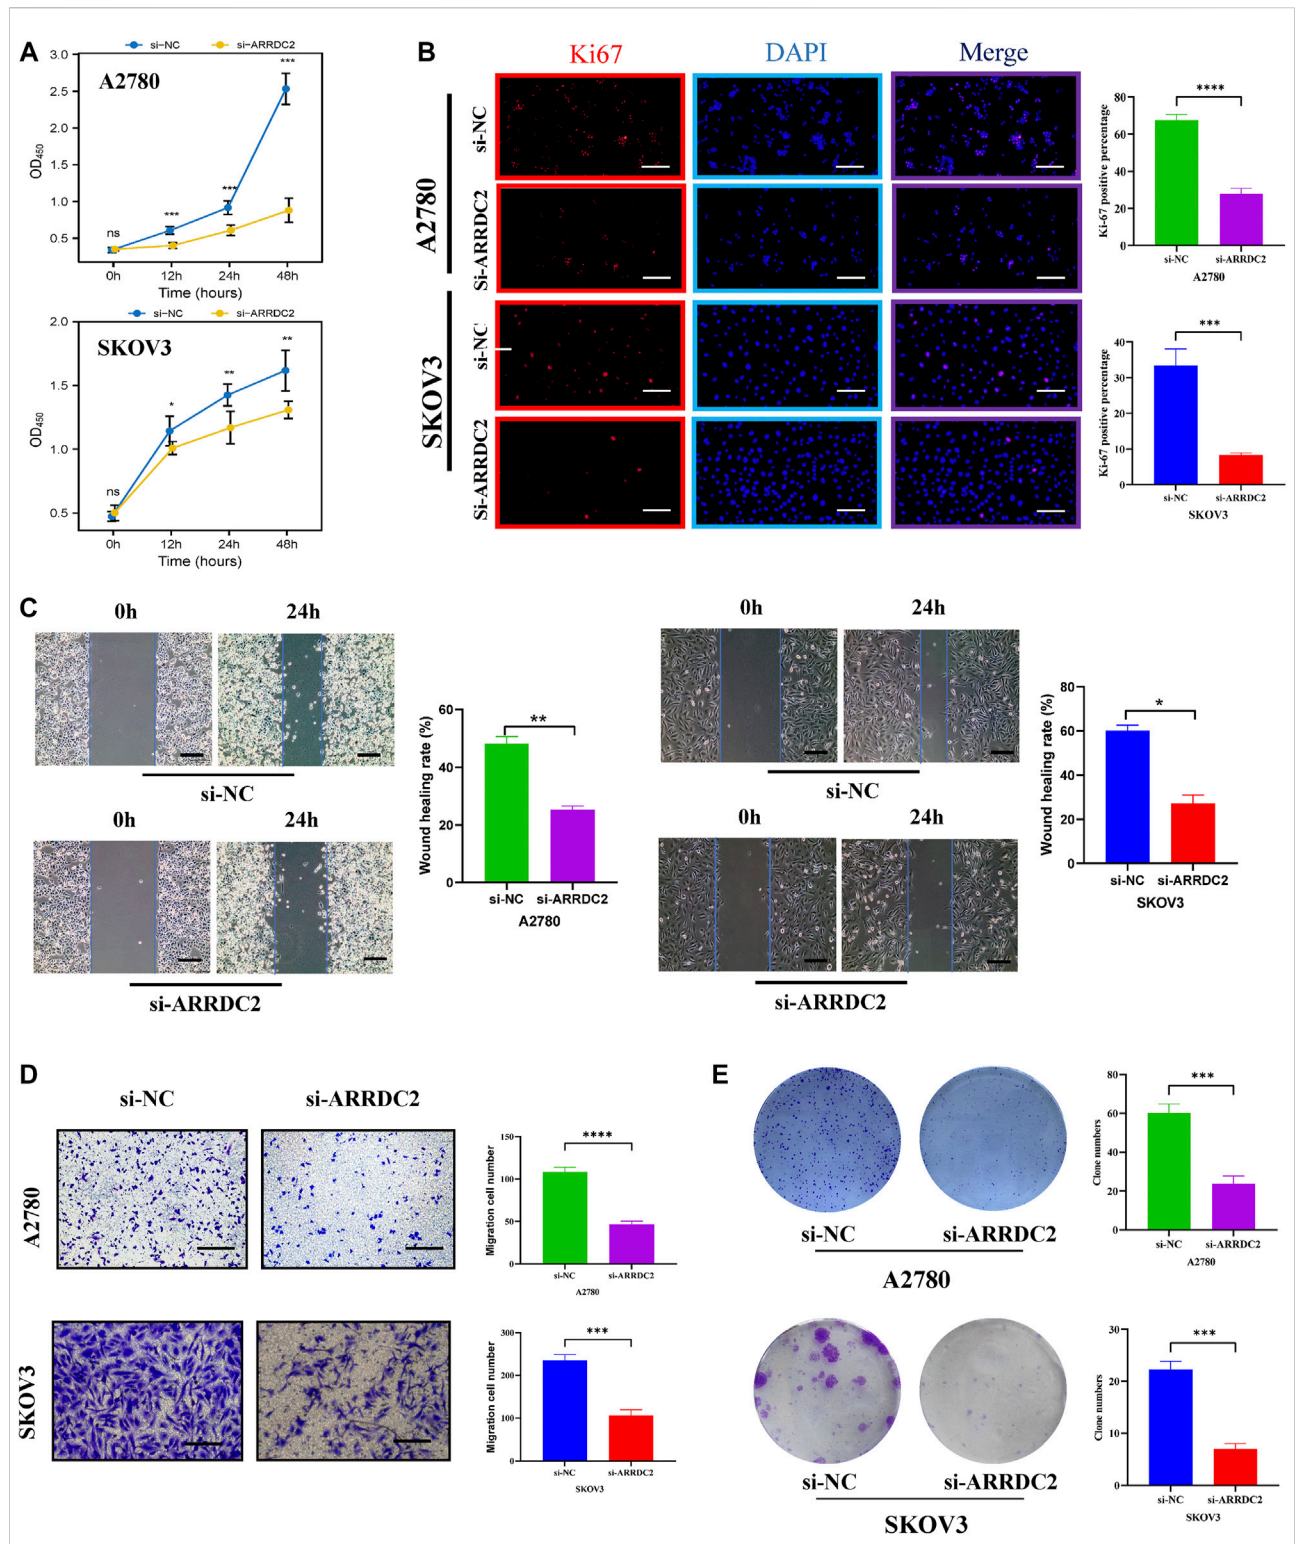 A
si-NC
si-ARRDC2
A2780
3.0
2.5
2.0
1.5
1.0
0.5
OD450
ns
***
***
***
0h
12h
24h
48h
Time (hours)
si-NC
si-ARRDC2
SKOV3
2.0
1.5
1.0
0.5
OD450
ns
*
**
**
0h
12h
24h
48h
Time (hours)
B
Ki67
DAPI
Merge
A2780
si-NC
Si-ARRDC2
SKOV3
si-NC
Si-ARRDC2
Ki-67 positive percentage
80
60
40
20
0
****
si-NC
si-ARRDC2
A2780
Ki-67 positive percentage
40
30
20
10
0
***
si-NC
si-ARRDC2
SKOV3
C
0h
24h
si-NC
0h
24h
si-ARRDC2
Wound healing rate (%)
60
40
20
0
**
si-NC
si-ARRDC2
A2780
0h
24h
si-NC
0h
24h
si-ARRDC2
Wound healing rate (%)
80
60
40
20
0
*
si-NC
si-ARRDC2
SKOV3
D
si-NC
si-ARRDC2
A2780
SKOV3
Migration cell number
150
100
50
0
****
si-NC
si-ARRDC2
A2780
Migration cell number
300
200
100
0
***
si-NC
si-ARRDC2
SKOV3
E
si-NC
si-ARRDC2
A2780
si-NC
si-ARRDC2
SKOV3
Clone numbers
80
60
40
20
0
***
si-NC
si-ARRDC2
A2780
Clone numbers
30
20
10
0
***
si-NC
si-ARRDC2
SKOV3